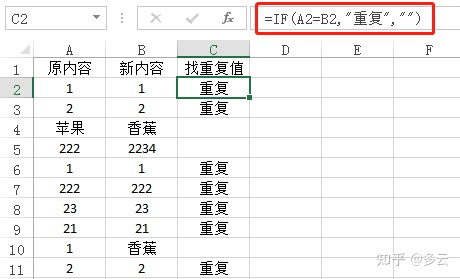 C2 =IF(A2=B2,"重复","")
A B C D E F
1 原内容 新内容 找重复值
2 1 1 重复
3 2 2 重复
4 苹果 香蕉
5 222 2234
6 1 1 重复
7 222 222 重复
8 23 23 重复
9 21 21 重复
10 1 香蕉
11 2 2 重复
知乎 @多云